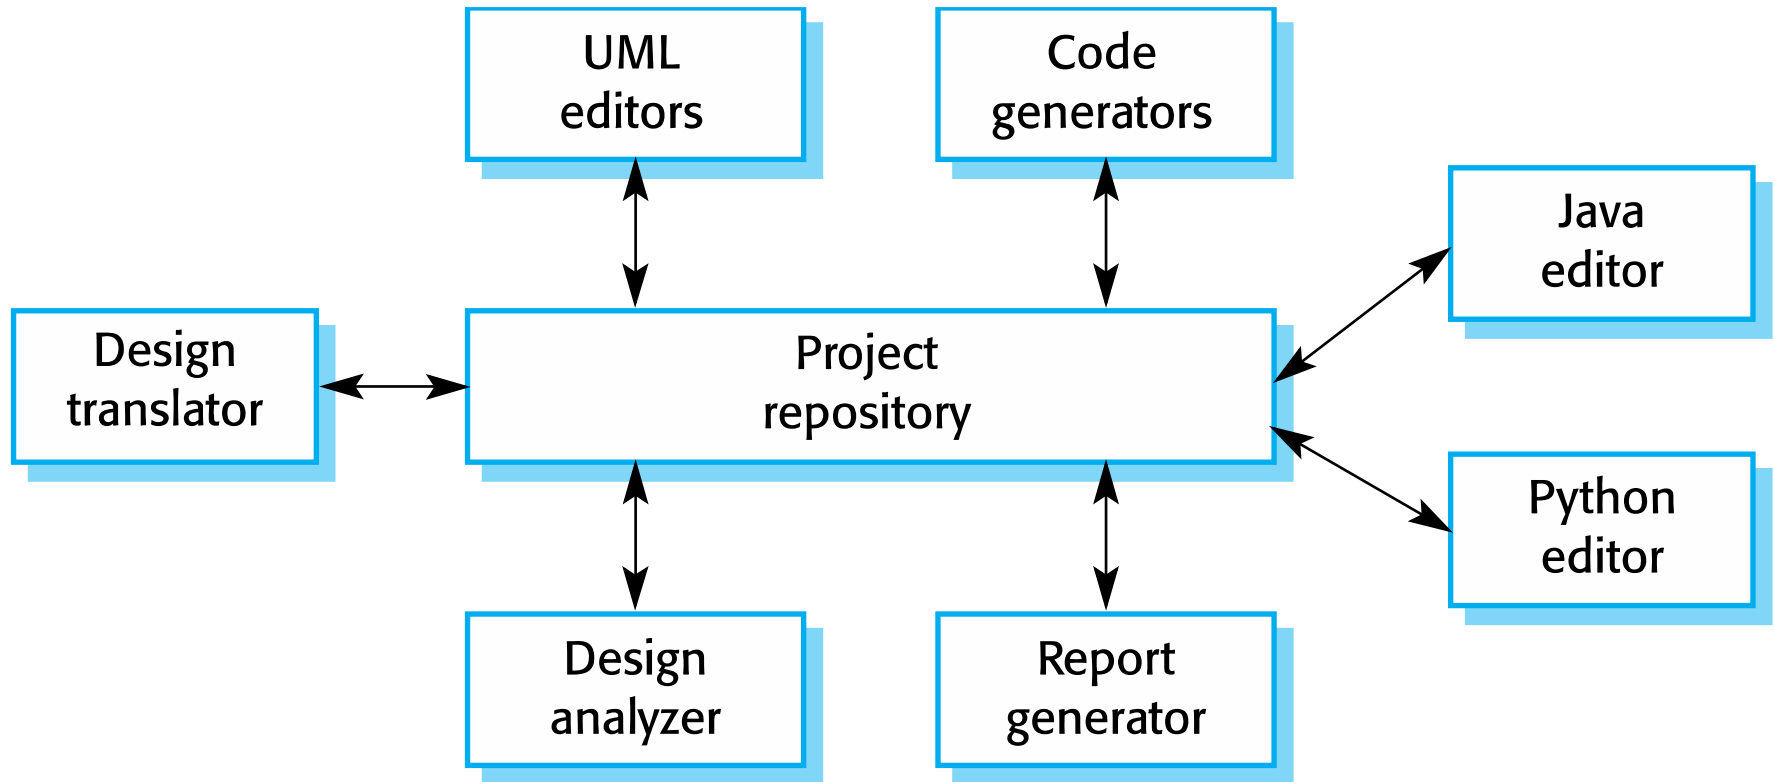 UML
editors
Code
generators
Java
editor
Design
translator
Project
repository
Python
editor
Design
analyzer
Report
generator